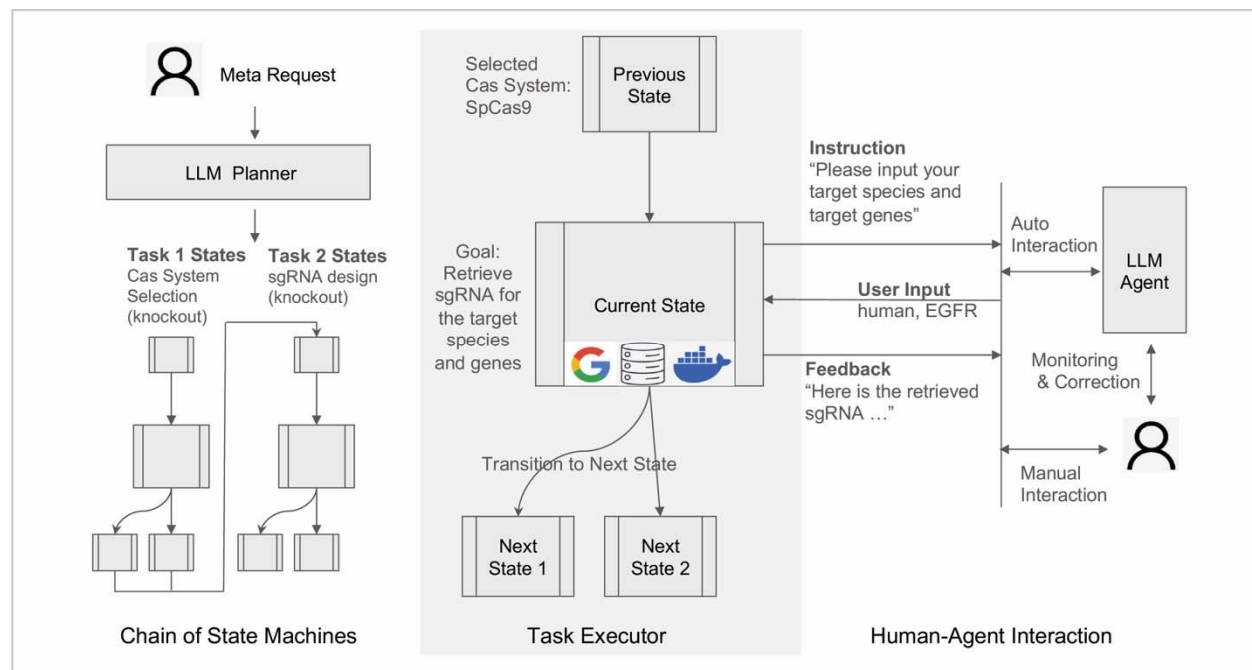 Meta Request
LLM Planner
Task 1 States
Cas System
Selection
(knockout)
Task 2 States
sgRNA design
(knockout)
Chain of State Machines
Selected
Cas System:
SpCas9
Previous
State
Goal:
Retrieve
sgRNA for
the target
species
and genes
Current State
Transition to Next State
Next
State 1
Next
State 2
Task Executor
Instruction
“Please input your
target species and
target genes”
User Input
human, EGFR
Feedback
“Here is the retrieved
sgRNA …”
Auto
Interaction
LLM
Agent
Monitoring
& Correction
Manual
Interaction
Human-Agent Interaction